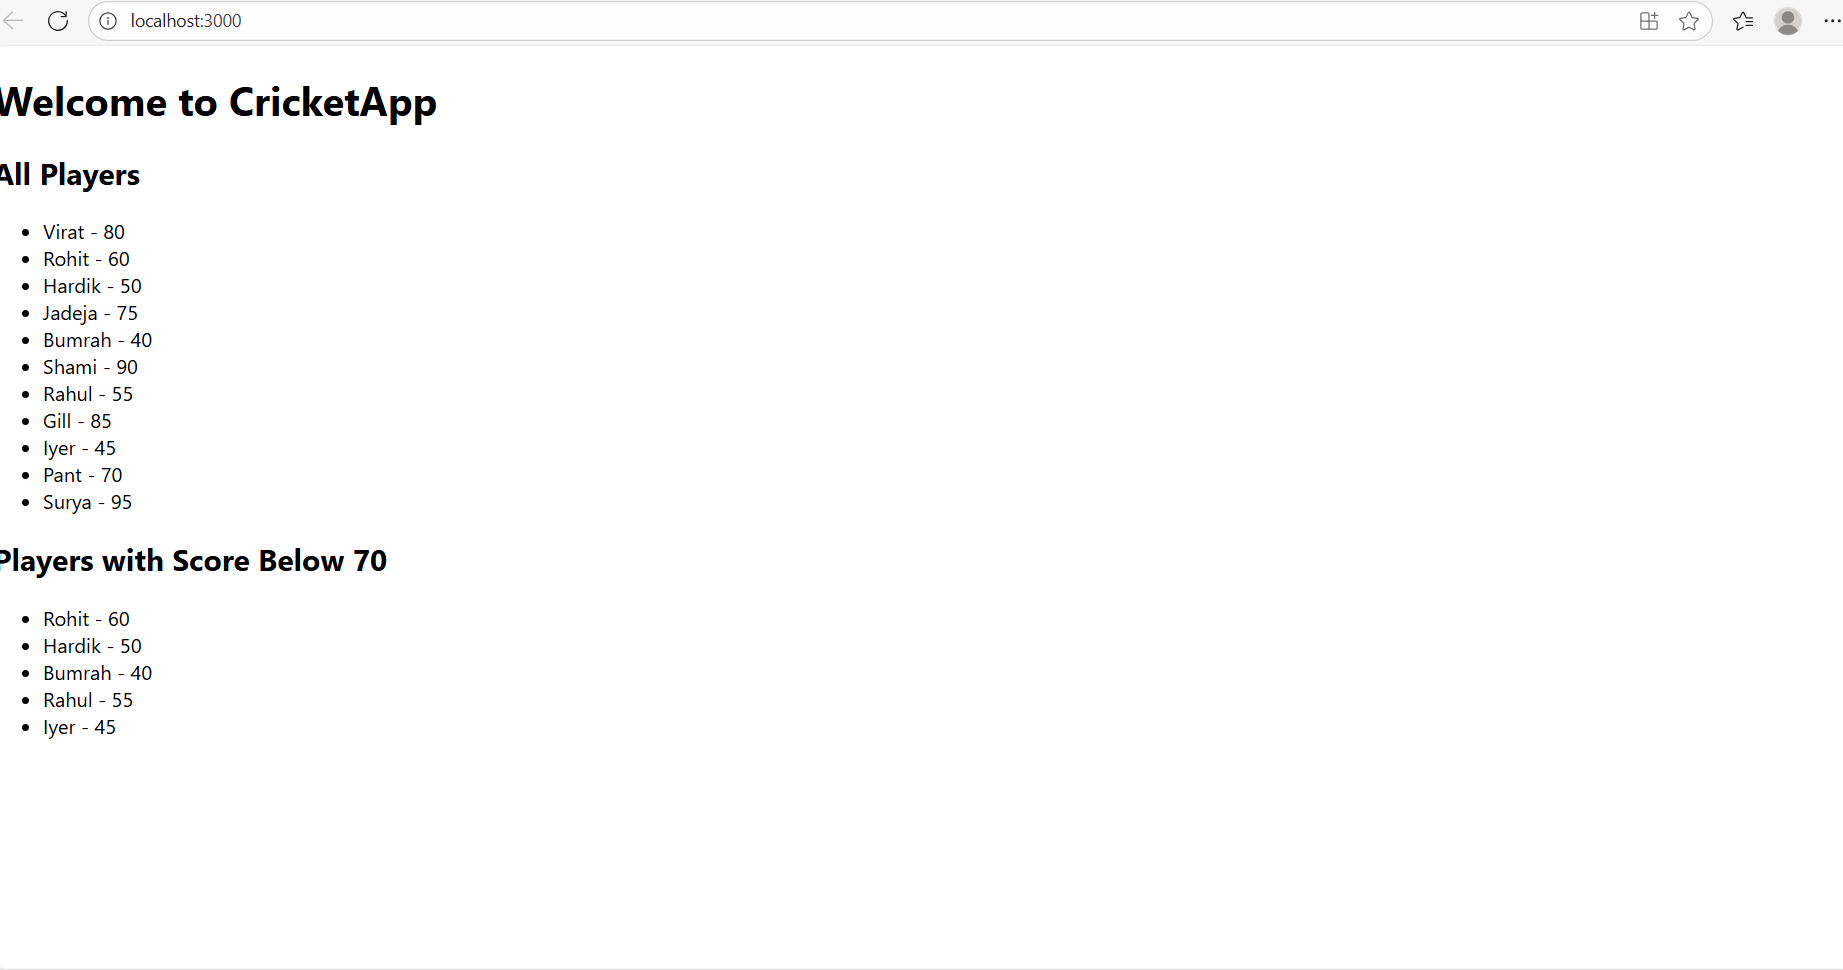 localhost:3000
Welcome to CricketApp
All Players
Virat - 80
Rohit - 60
Hardik - 50
Jadeja - 75
Bumrah - 40
Shami - 90
Rahul - 55
Gill - 85
Iyer - 45
Pant - 70
Surya - 95
Players with Score Below 70
Rohit - 60
Hardik - 50
Bumrah - 40
Rahul - 55
Iyer - 45